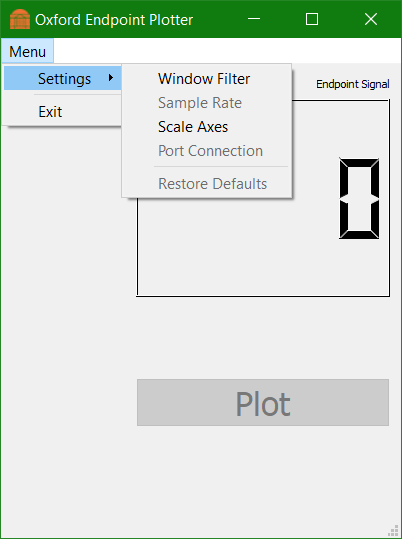 Oxford Endpoint Plotter
Menu
Settings
Exit
Window Filter
Sample Rate
Scale Axes
Port Connection
Restore Defaults
Endpoint Signal
0
Plot